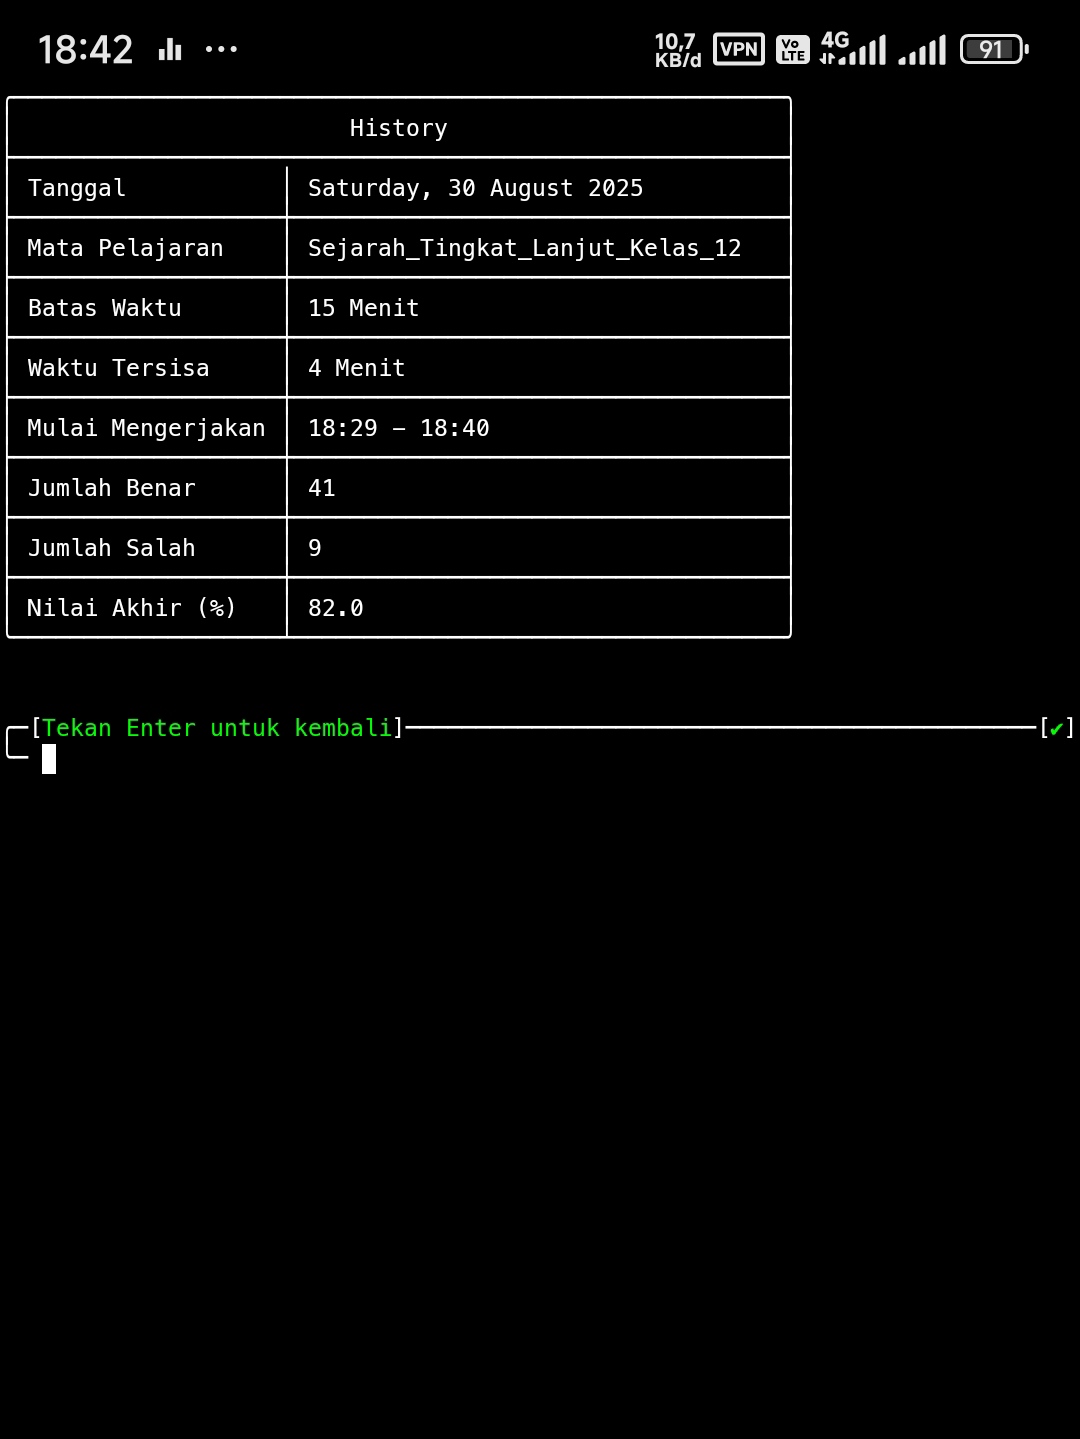 18:42 ... 10,7 KB/d VPN Vo LTE 4G 91
History
Tanggal Saturday, 30 August 2025
Mata Pelajaran Sejarah_Tingkat_Lanjut_Kelas_12
Batas Waktu 15 Menit
Waktu Tersisa 4 Menit
Mulai Mengerjakan 18:29 – 18:40
Jumlah Benar 41
Jumlah Salah 9
Nilai Akhir (%) 82.0
[Tekan Enter untuk kembali] [✔]